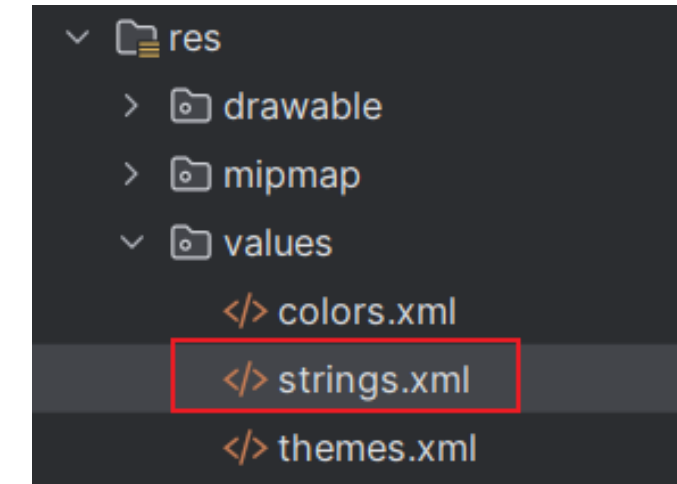 res
drawable
mipmap
values
</> colors.xml
</> strings.xml
</> themes.xml